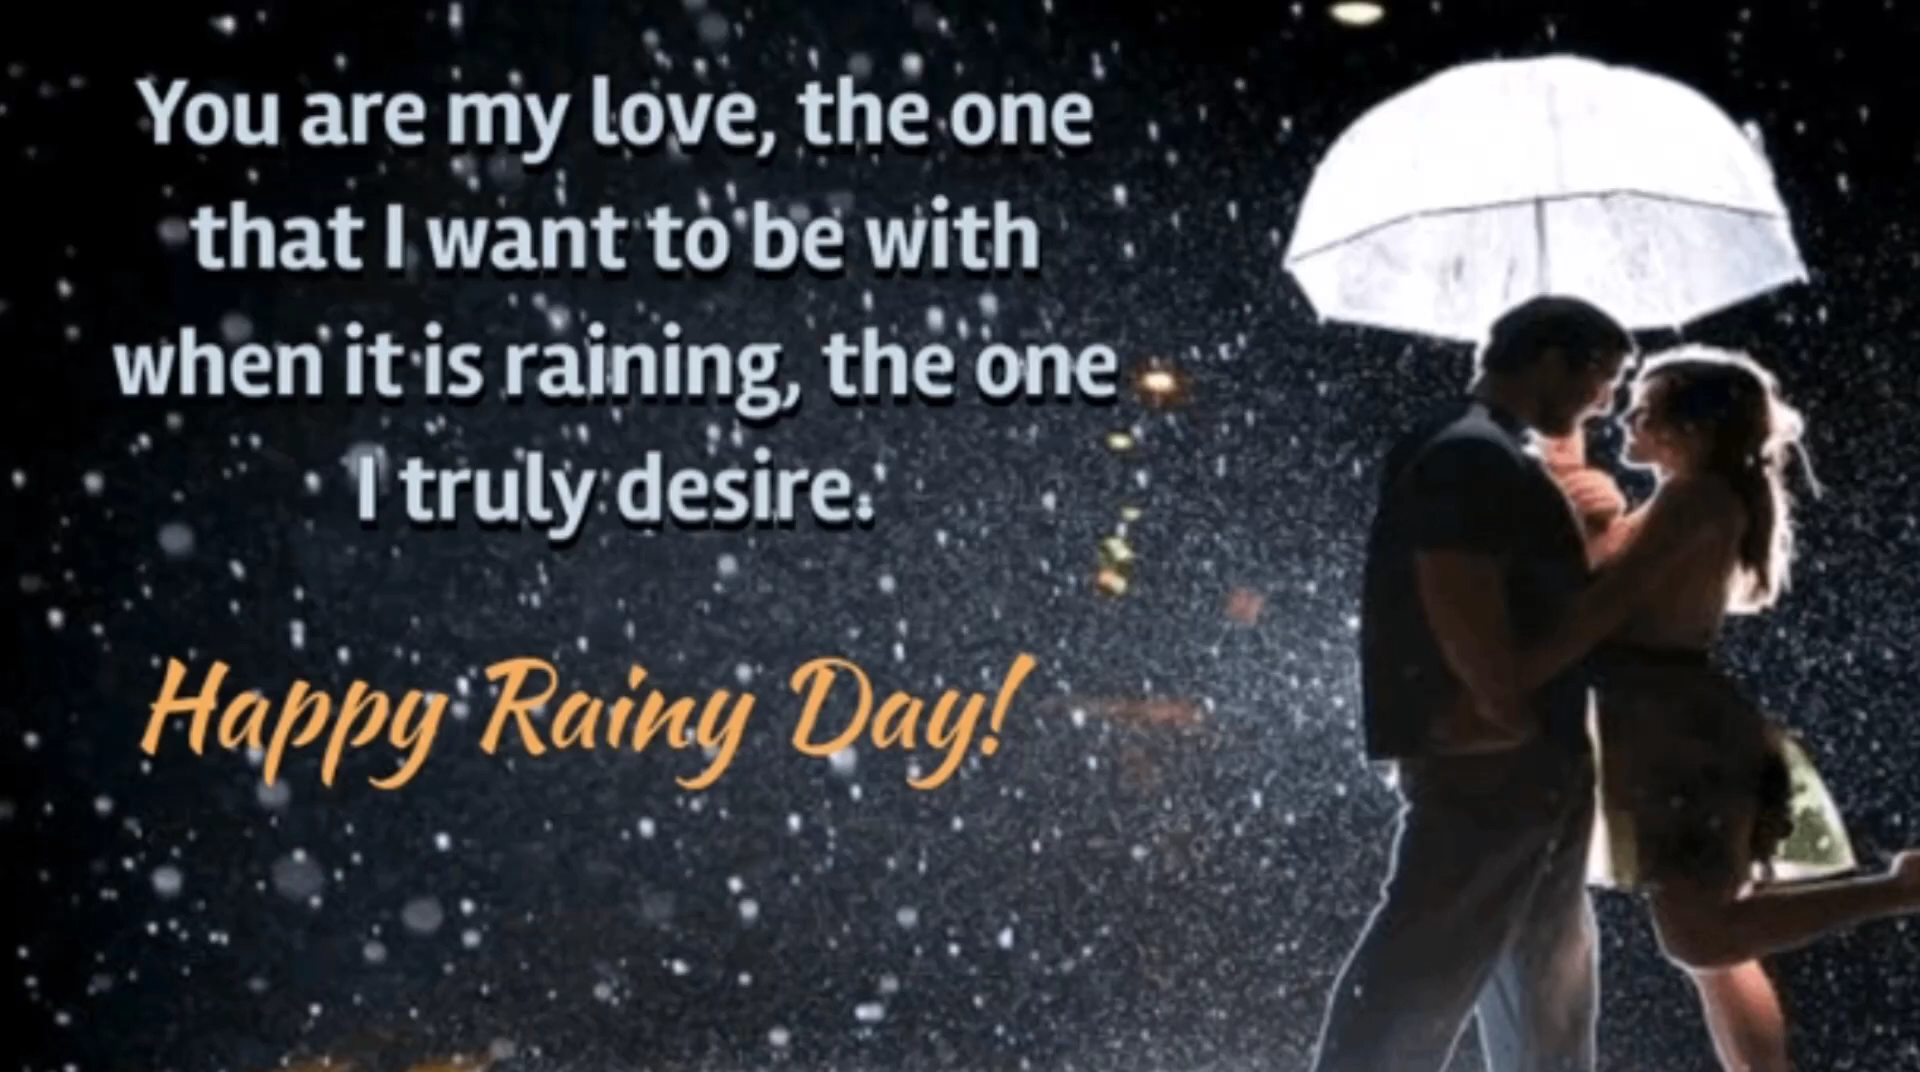 You are my love, the one
that I want to be with
when it is raining, the one
I truly desire.
Happy Rainy Day!